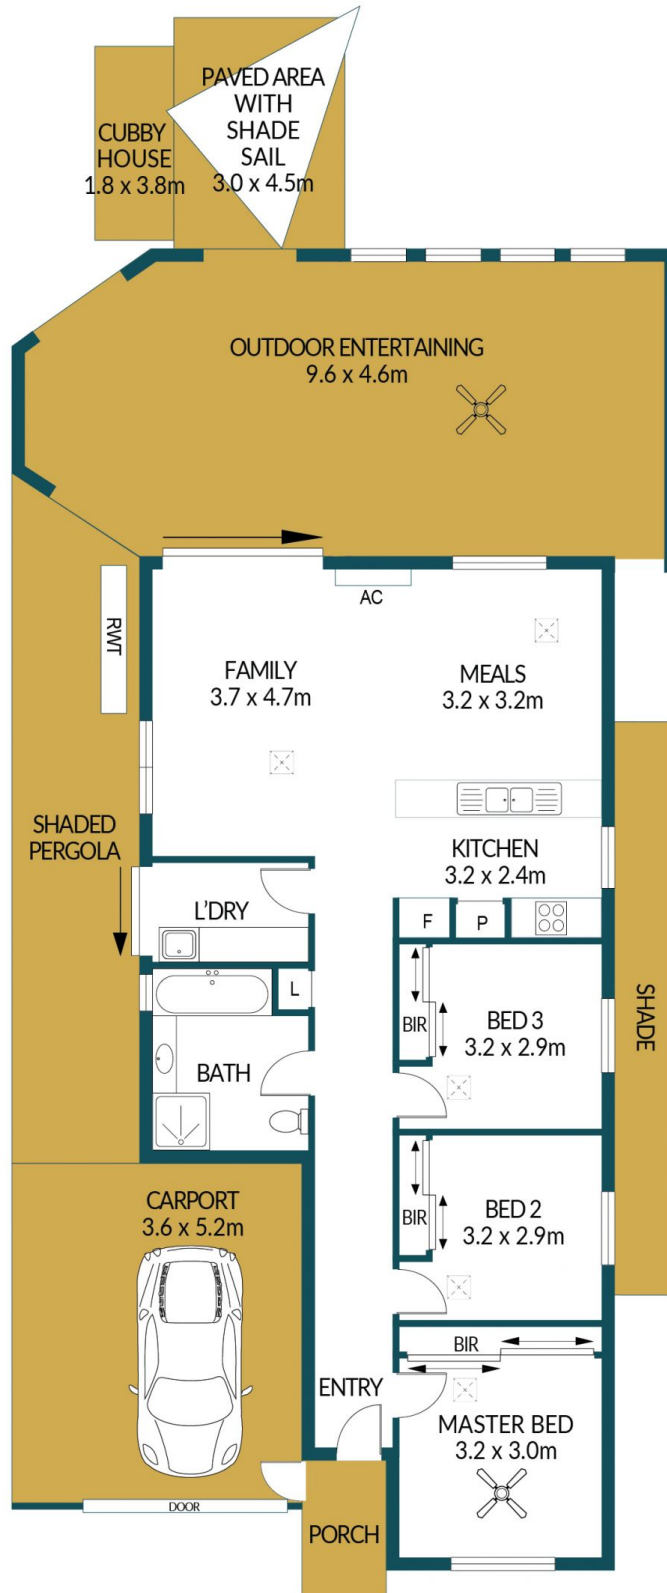 PAVED AREA
WITH
SHADE
SAIL
3.0 x 4.5m
CUBBY
HOUSE
1.8 x 3.8m
OUTDOOR ENTERTAINING
9.6 x 4.6m
AC
RWT
FAMILY
3.7 x 4.7m
MEALS
3.2 x 3.2m
SHADED
PERGOLA
KITCHEN
3.2 x 2.4m
L'DRY
F
P
L
BIR
BED 3
3.2 x 2.9m
SHADE
BATH
CARPORT
3.6 x 5.2m
BIR
BED 2
3.2 x 2.9m
BIR
ENTRY
MASTER BED
3.2 x 3.0m
DOOR
PORCH